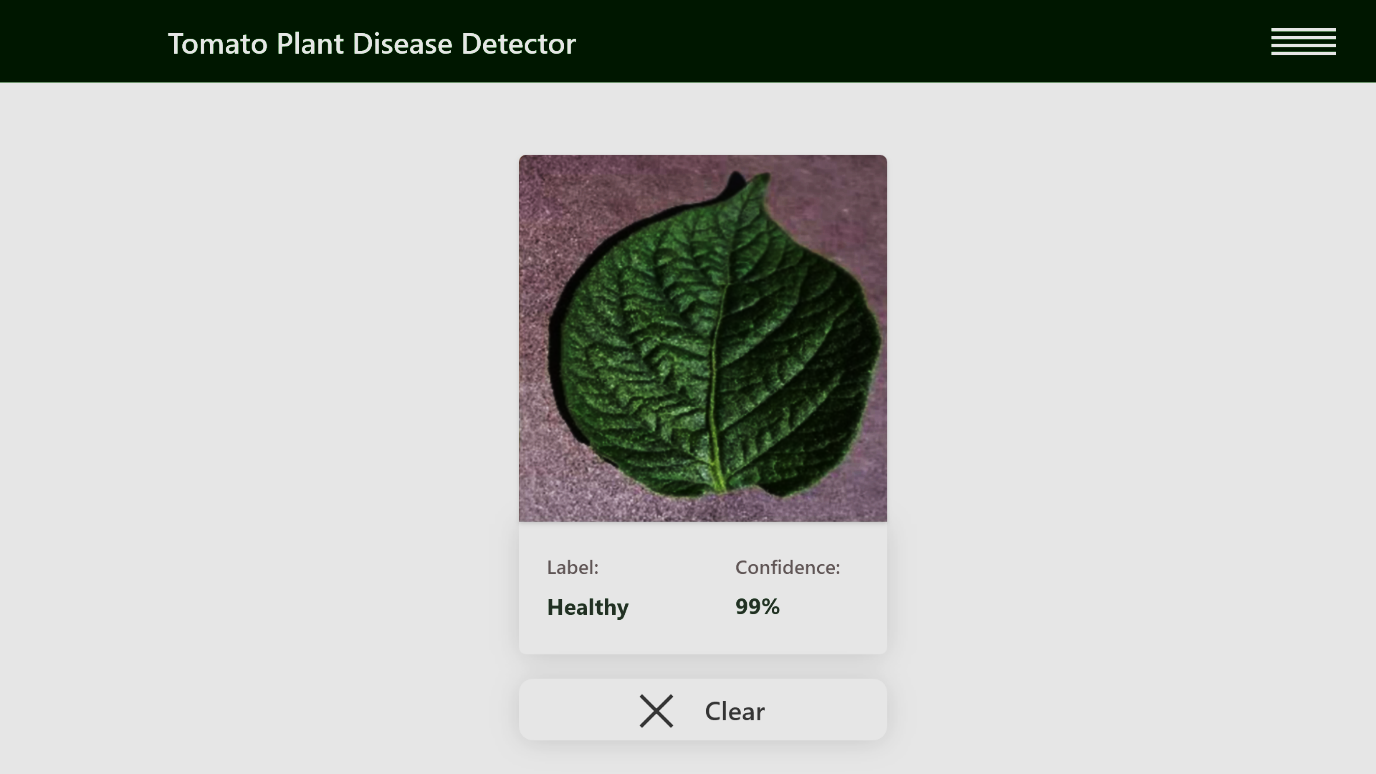 Tomato Plant Disease Detector
Label:
Confidence:
Healthy
99%
Clear